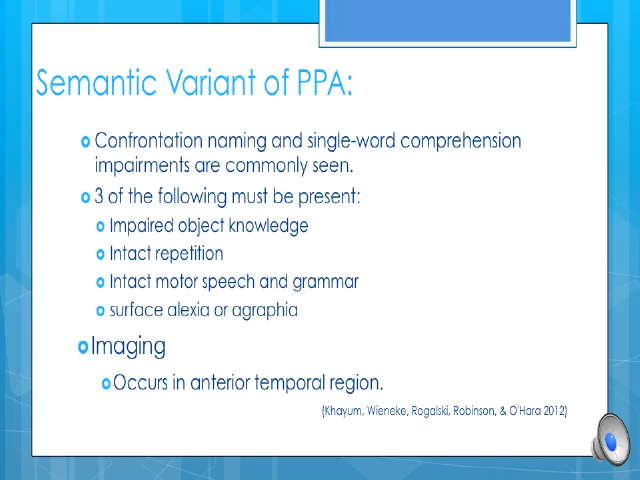 Semantic Variant of PPA:
Confrontation naming and single-word comprehension
impairments are commonly seen.
3 of the following must be present:
Impaired object knowledge
Intact repetition
Intact motor speech and grammar
surface alexia or agraphia
Imaging
Occurs in anterior temporal region.
(Khayum, Wieneke, Rogalski, Robinson, & O'Hara 2012)